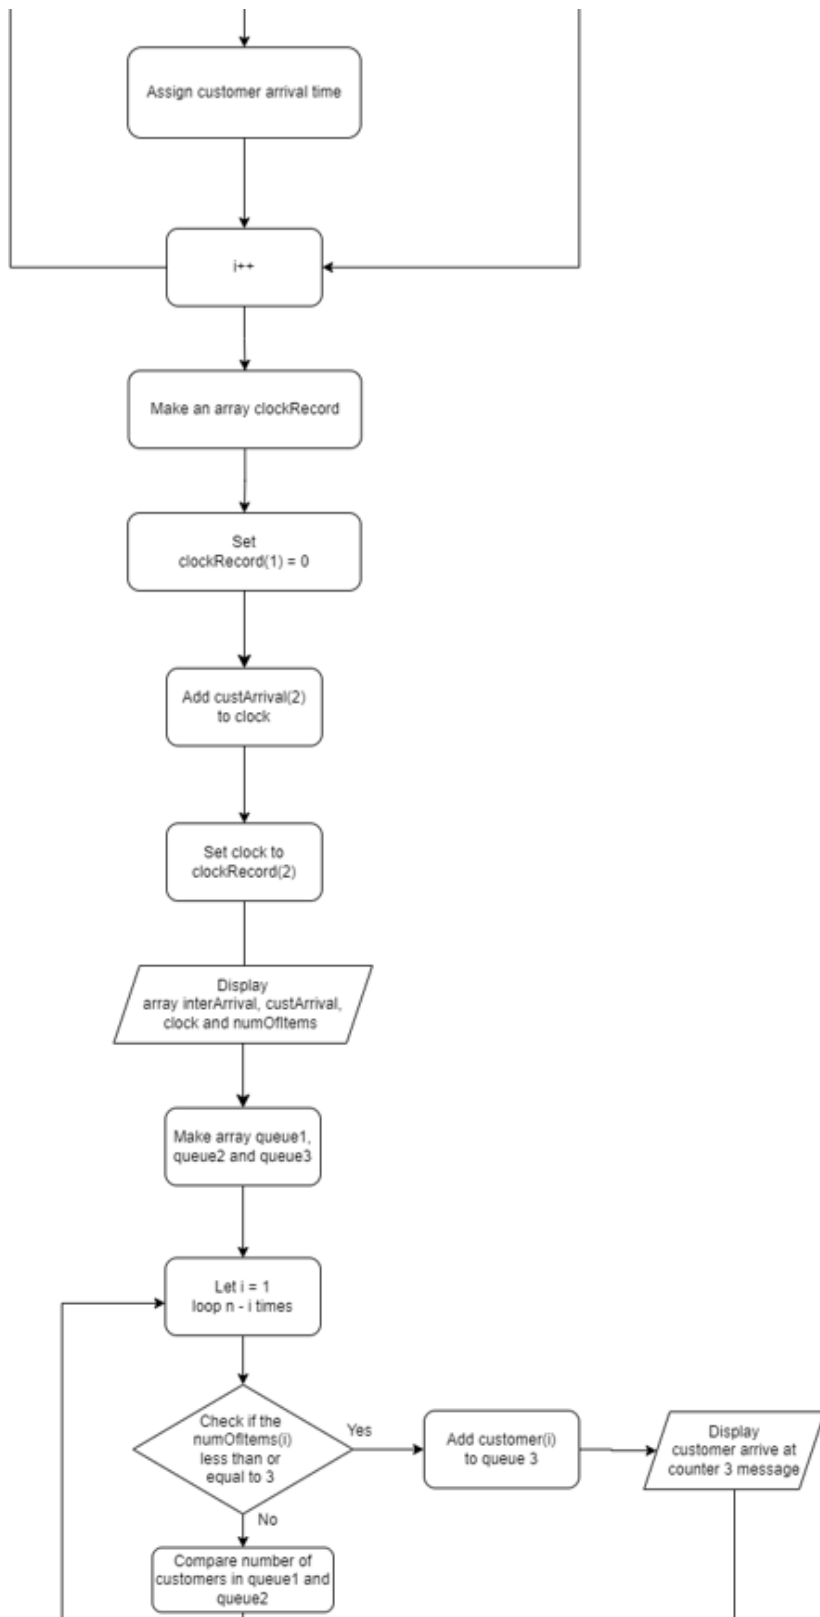 Assign customer arrival time
i++
Make an array clockRecord
Set
clockRecord(1) = 0
Add custArrival(2)
to clock
Set clock to
clockRecord(2)
Display
array interArrival, custArrival,
clock and numOfItems
Make array queue1,
queue2 and queue3
Let i = 1
loop n - i times
Check if the
numOfItems(i)
less than or
equal to 3
Yes
Add customer(i)
to queue 3
Display
customer arrive at
counter 3 message
No
Compare number of
customers in queue1 and
queue2